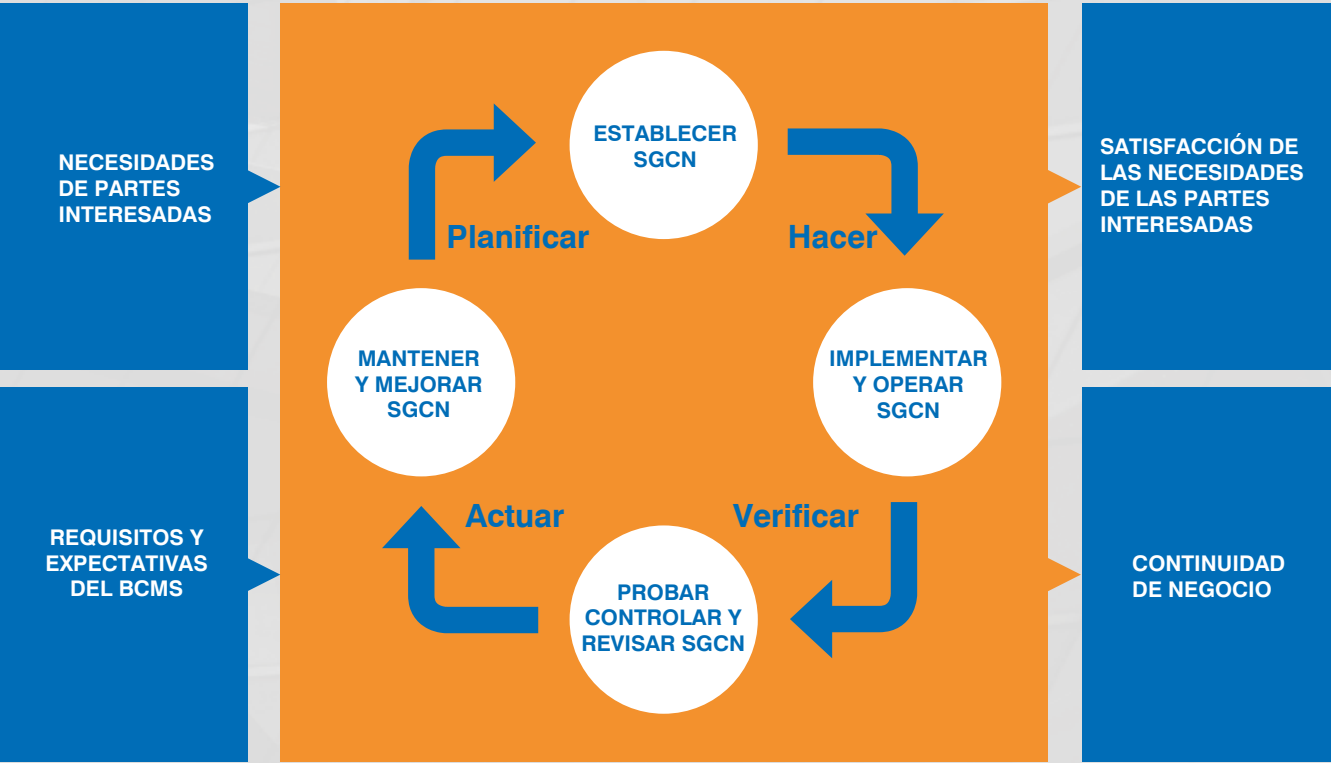 NECESIDADES
DE PARTES
INTERESADAS
REQUISITOS Y
EXPECTATIVAS
DEL BCMS
ESTABLECER
SGCN
Planificar
Hacer
MANTENER
Y MEJORAR
SGCN
IMPLEMENTAR
Y OPERAR
SGCN
Actuar
Verificar
PROBAR
CONTROLAR Y
REVISAR SGCN
SATISFACCIÓN DE
LAS NECESIDADES
DE LAS PARTES
INTERESADAS
CONTINUIDAD
DE NEGOCIO